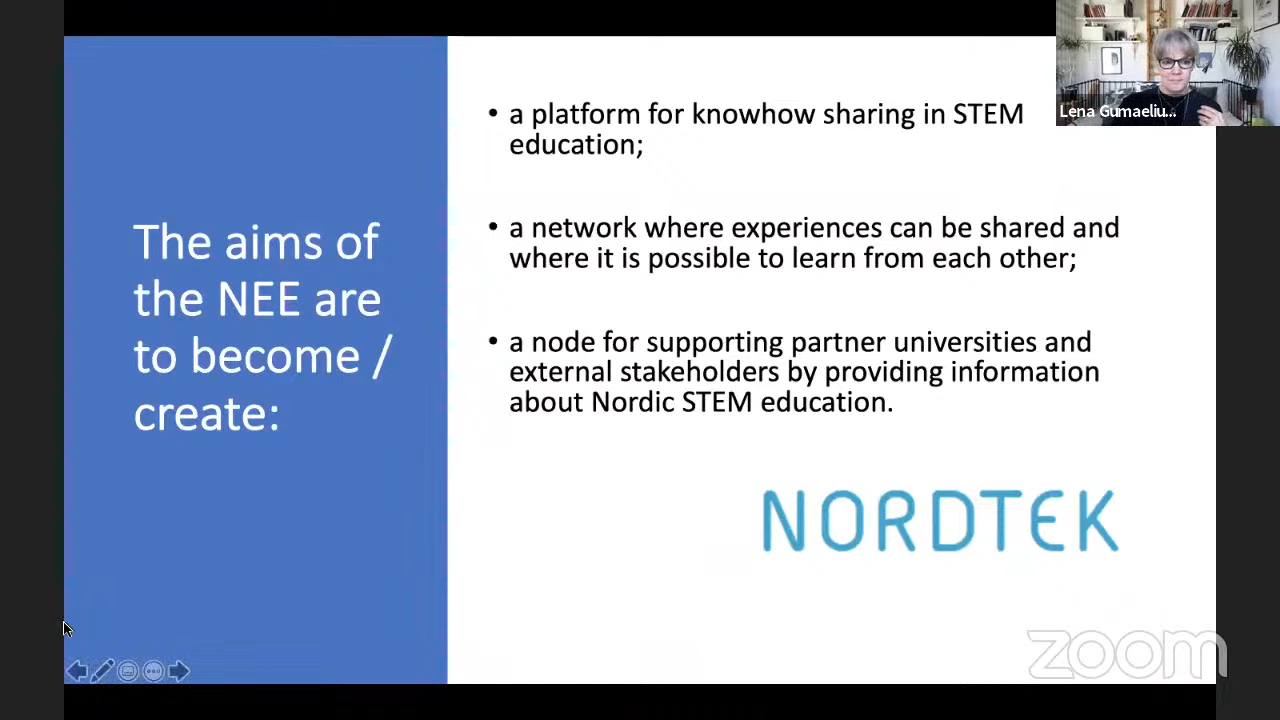 The aims of
the NEE are
to become /
create:
• a platform for knowhow sharing in STEM
education;
• a network where experiences can be shared and
where it is possible to learn from each other;
• a node for supporting partner universities and
external stakeholders by providing information
about Nordic STEM education.
NORDTEK
Lena Gumaeliu...
zoom